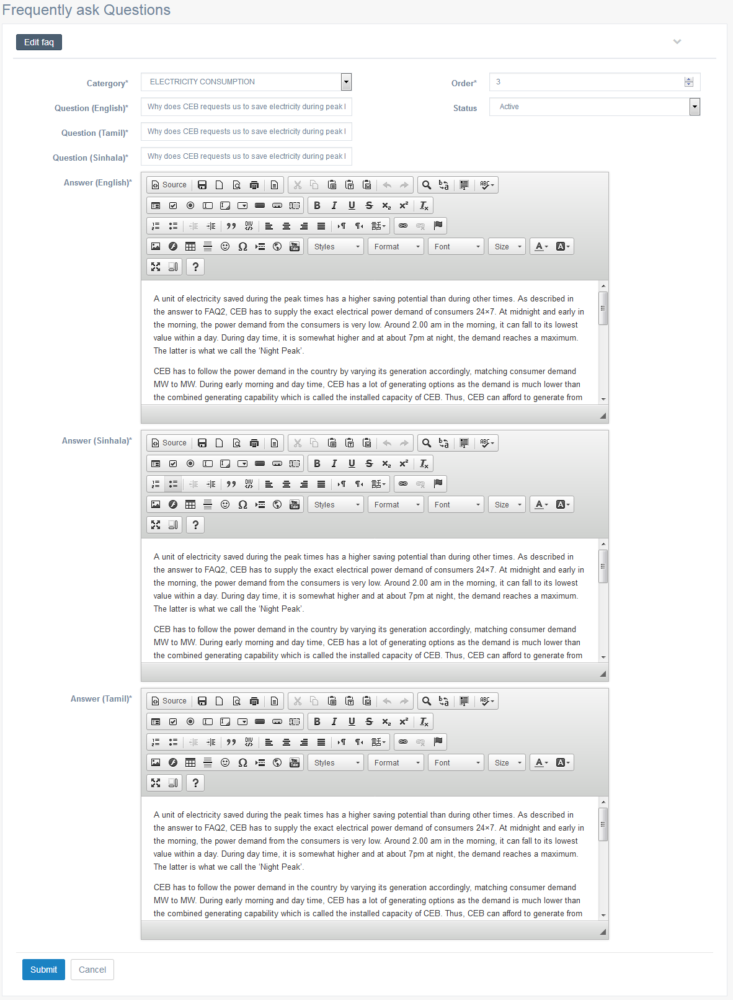 Frequently ask Questions
Edit faq
Catergory* ELECTRICITY CONSUMPTION Order* 3
Question (English)* Why does CEB requests us to save electricity during peak Status Active
Question (Tamil)* Why does CEB requests us to save electricity during peak
Question (Sinhala)* Why does CEB requests us to save electricity during peak
Answer (English)* Source ABC
B I U S x₂ x² Tx
DIV
Ω You Tube Styles Format Font Size A A
?
A unit of electricity saved during the peak times has a higher saving potential than during other times. As described in
the answer to FAQ2, CEB has to supply the exact electrical power demand of consumers 24×7. At midnight and early in
the morning, the power demand from the consumers is very low. Around 2.00 am in the morning, it can fall to its lowest
value within a day. During day time, it is somewhat higher and at about 7pm at night, the demand reaches a maximum.
The latter is what we call the ‘Night Peak’.
CEB has to follow the power demand in the country by varying its generation accordingly, matching consumer demand
MW to MW. During early morning and day time, CEB has a lot of generating options as the demand is much lower than
the combined generating capability which is called the installed capacity of CEB. Thus, CEB can afford to generate from
Answer (Sinhala)* Source ABC
B I U S x₂ x² Tx
DIV
Ω You Tube Styles Format Font Size A A
?
A unit of electricity saved during the peak times has a higher saving potential than during other times. As described in
the answer to FAQ2, CEB has to supply the exact electrical power demand of consumers 24×7. At midnight and early in
the morning, the power demand from the consumers is very low. Around 2.00 am in the morning, it can fall to its lowest
value within a day. During day time, it is somewhat higher and at about 7pm at night, the demand reaches a maximum.
The latter is what we call the ‘Night Peak’.
CEB has to follow the power demand in the country by varying its generation accordingly, matching consumer demand
MW to MW. During early morning and day time, CEB has a lot of generating options as the demand is much lower than
the combined generating capability which is called the installed capacity of CEB. Thus, CEB can afford to generate from
Answer (Tamil)* Source ABC
B I U S x₂ x² Tx
DIV
Ω You Tube Styles Format Font Size A A
?
A unit of electricity saved during the peak times has a higher saving potential than during other times. As described in
the answer to FAQ2, CEB has to supply the exact electrical power demand of consumers 24×7. At midnight and early in
the morning, the power demand from the consumers is very low. Around 2.00 am in the morning, it can fall to its lowest
value within a day. During day time, it is somewhat higher and at about 7pm at night, the demand reaches a maximum.
The latter is what we call the ‘Night Peak’.
CEB has to follow the power demand in the country by varying its generation accordingly, matching consumer demand
MW to MW. During early morning and day time, CEB has a lot of generating options as the demand is much lower than
the combined generating capability which is called the installed capacity of CEB. Thus, CEB can afford to generate from
Submit Cancel